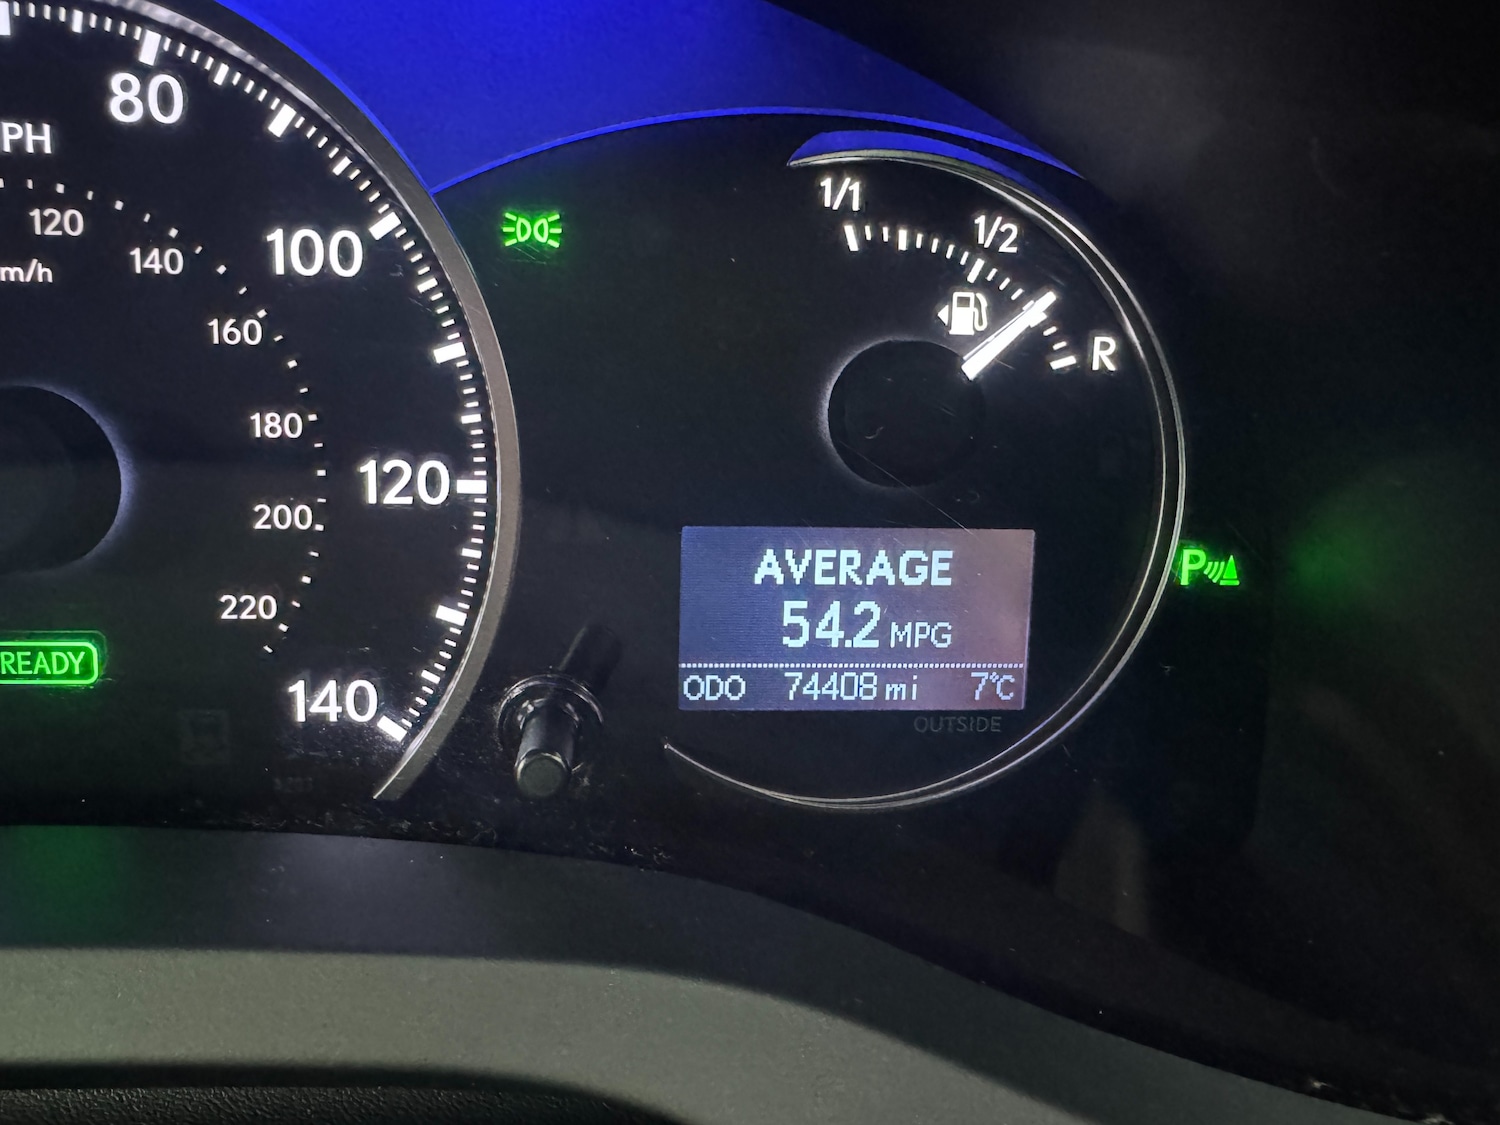 80
PH
120
m/h
140
100
160
180
120
200
220
READY
140
1/1
1/2
R
P
AVERAGE
54.2 MPG
ODO 74408 mi 7°C
OUTSIDE